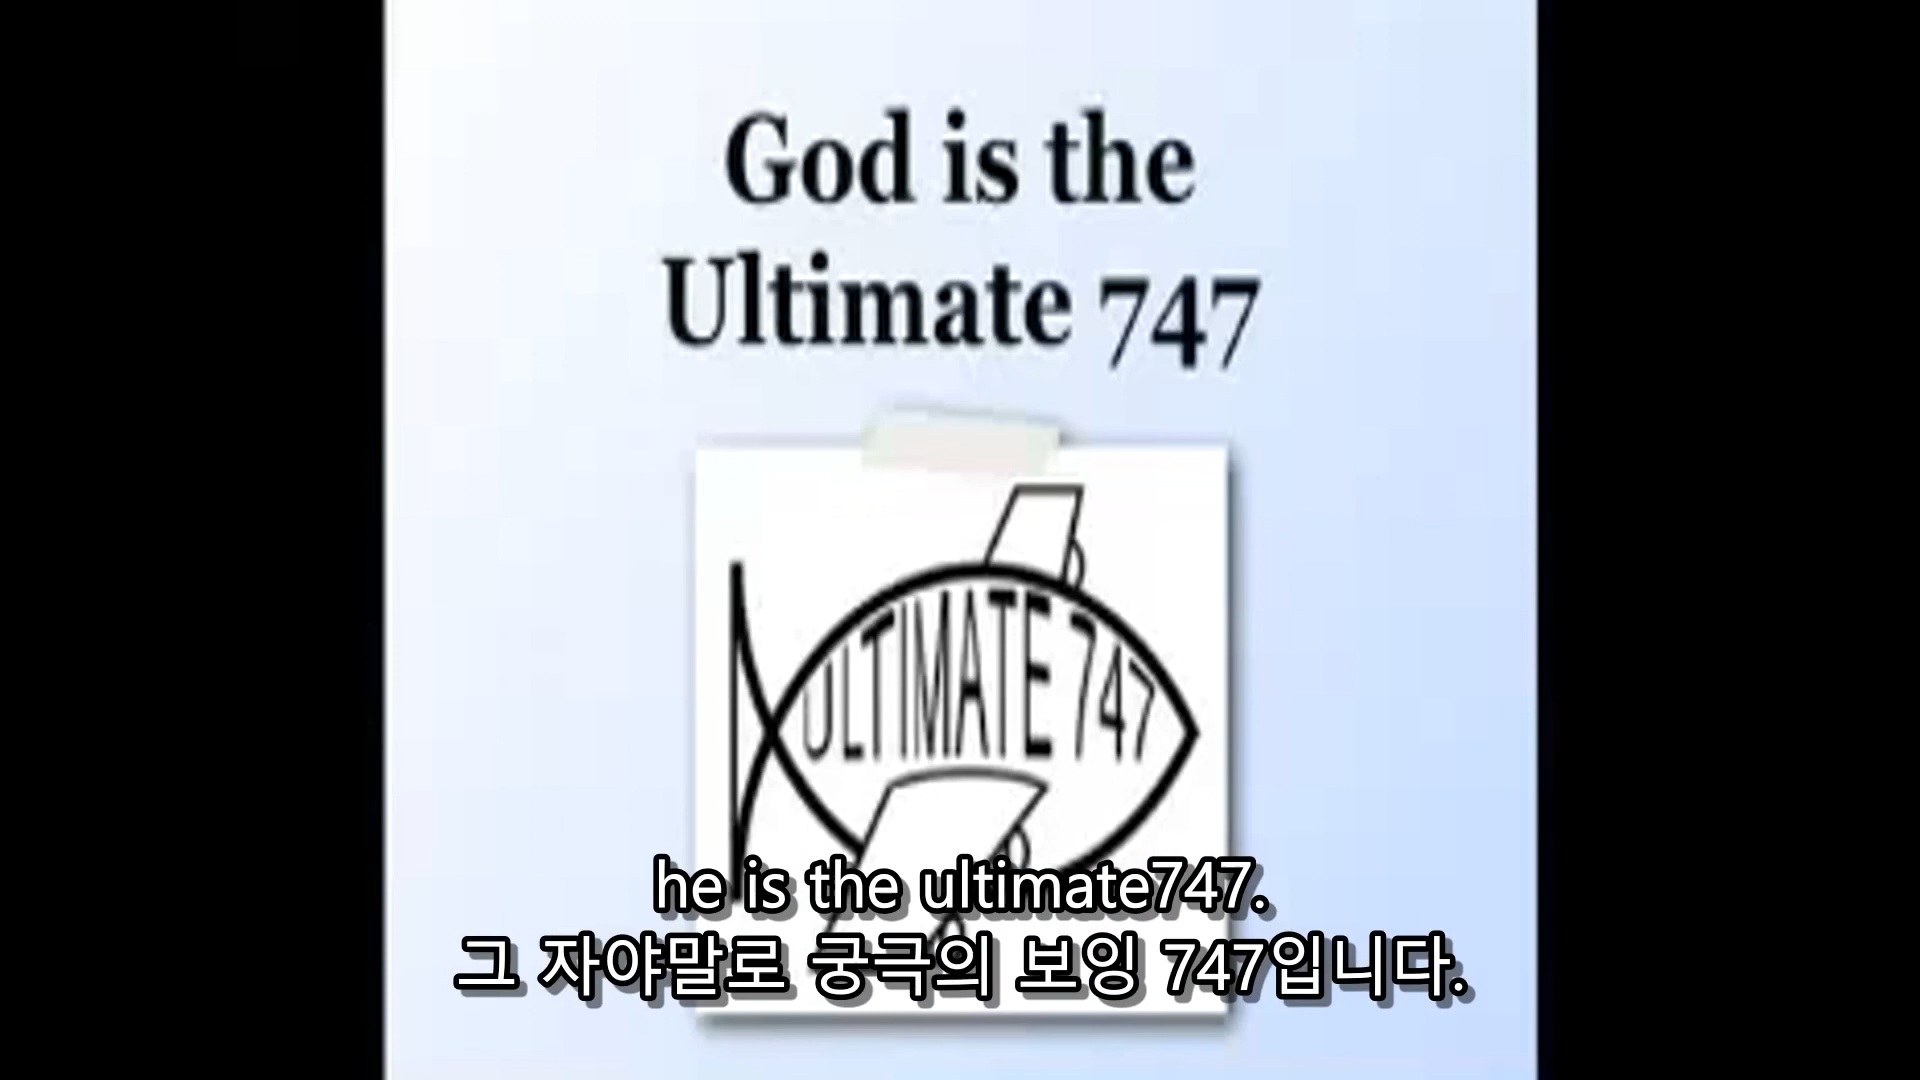 God is the
Ultimate 747
ULTIMATE 747
he is the ultimate747.
그 자야말로 궁극의 보잉 747입니다.